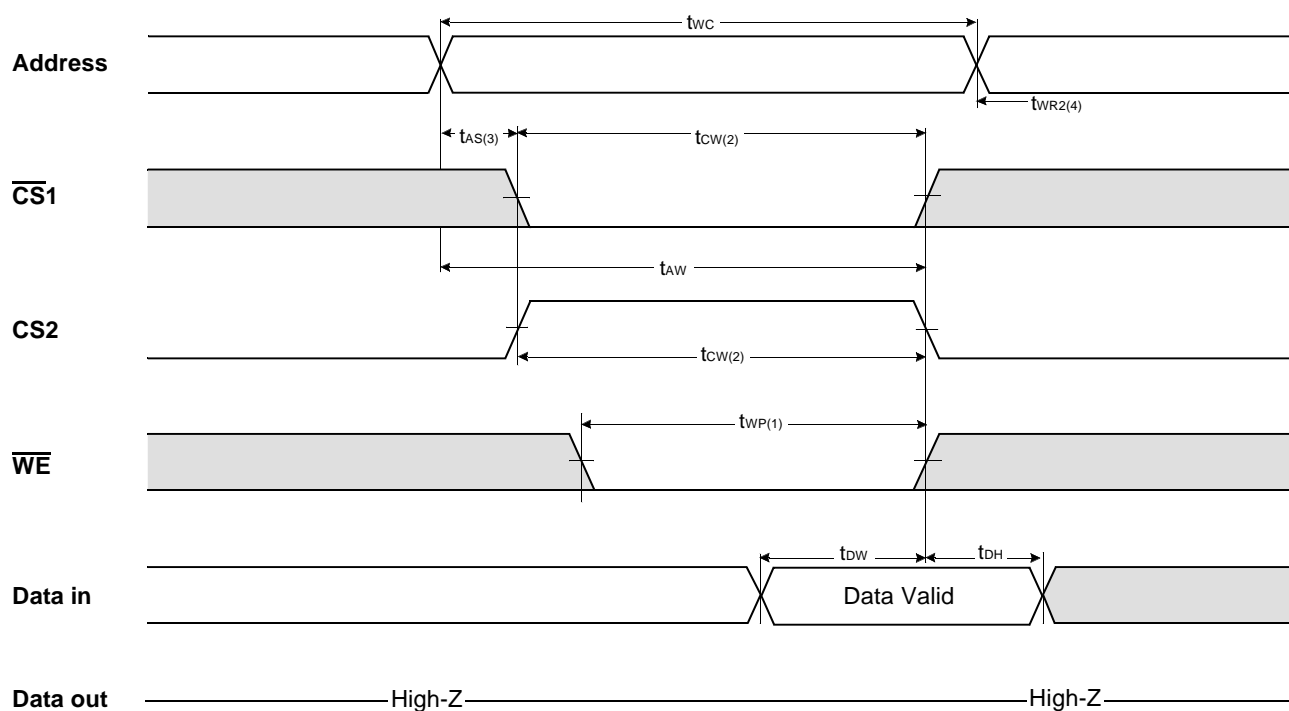 tWC
Address
tWR2(4)
tAS(3)
tCW(2)
CS1
tAW
CS2
tCW(2)
tWP(1)
WE
tDW
tDH
Data in
Data Valid
Data out
High-Z
High-Z